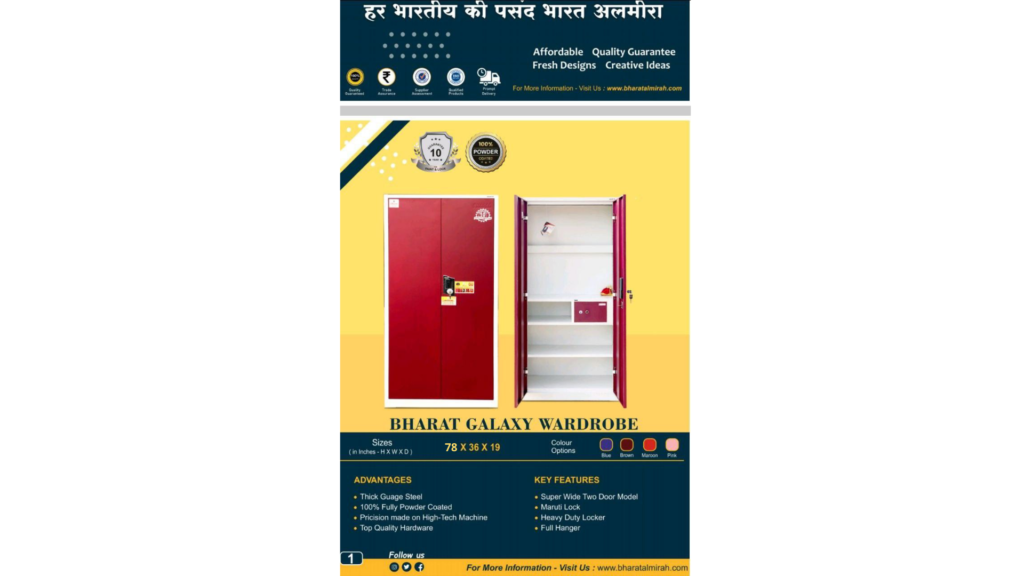 हर भारतीय की पसंद भारत अलमीरा
Affordable Quality Guarantee
Fresh Designs Creative Ideas
Quality Guaranteed
Trade Assurance
Supplier Assessment
Qualified Products
Prompt Delivery
For More Information - Visit Us : www.bharatalmirah.com
10
100%
POWDER
BHARAT GALAXY WARDROBE
Sizes
( in Inches - H X W X D )
78 X 36 X 19
Colour
Options
Blue Brown Maroon Pink
ADVANTAGES
• Thick Guage Steel
• 100% Fully Powder Coated
• Pricision made on High-Tech Machine
• Top Quality Hardware
KEY FEATURES
• Super Wide Two Door Model
• Maruti Lock
• Heavy Duty Locker
• Full Hanger
1
Follow us
For More Information - Visit Us : www.bharatalmirah.com